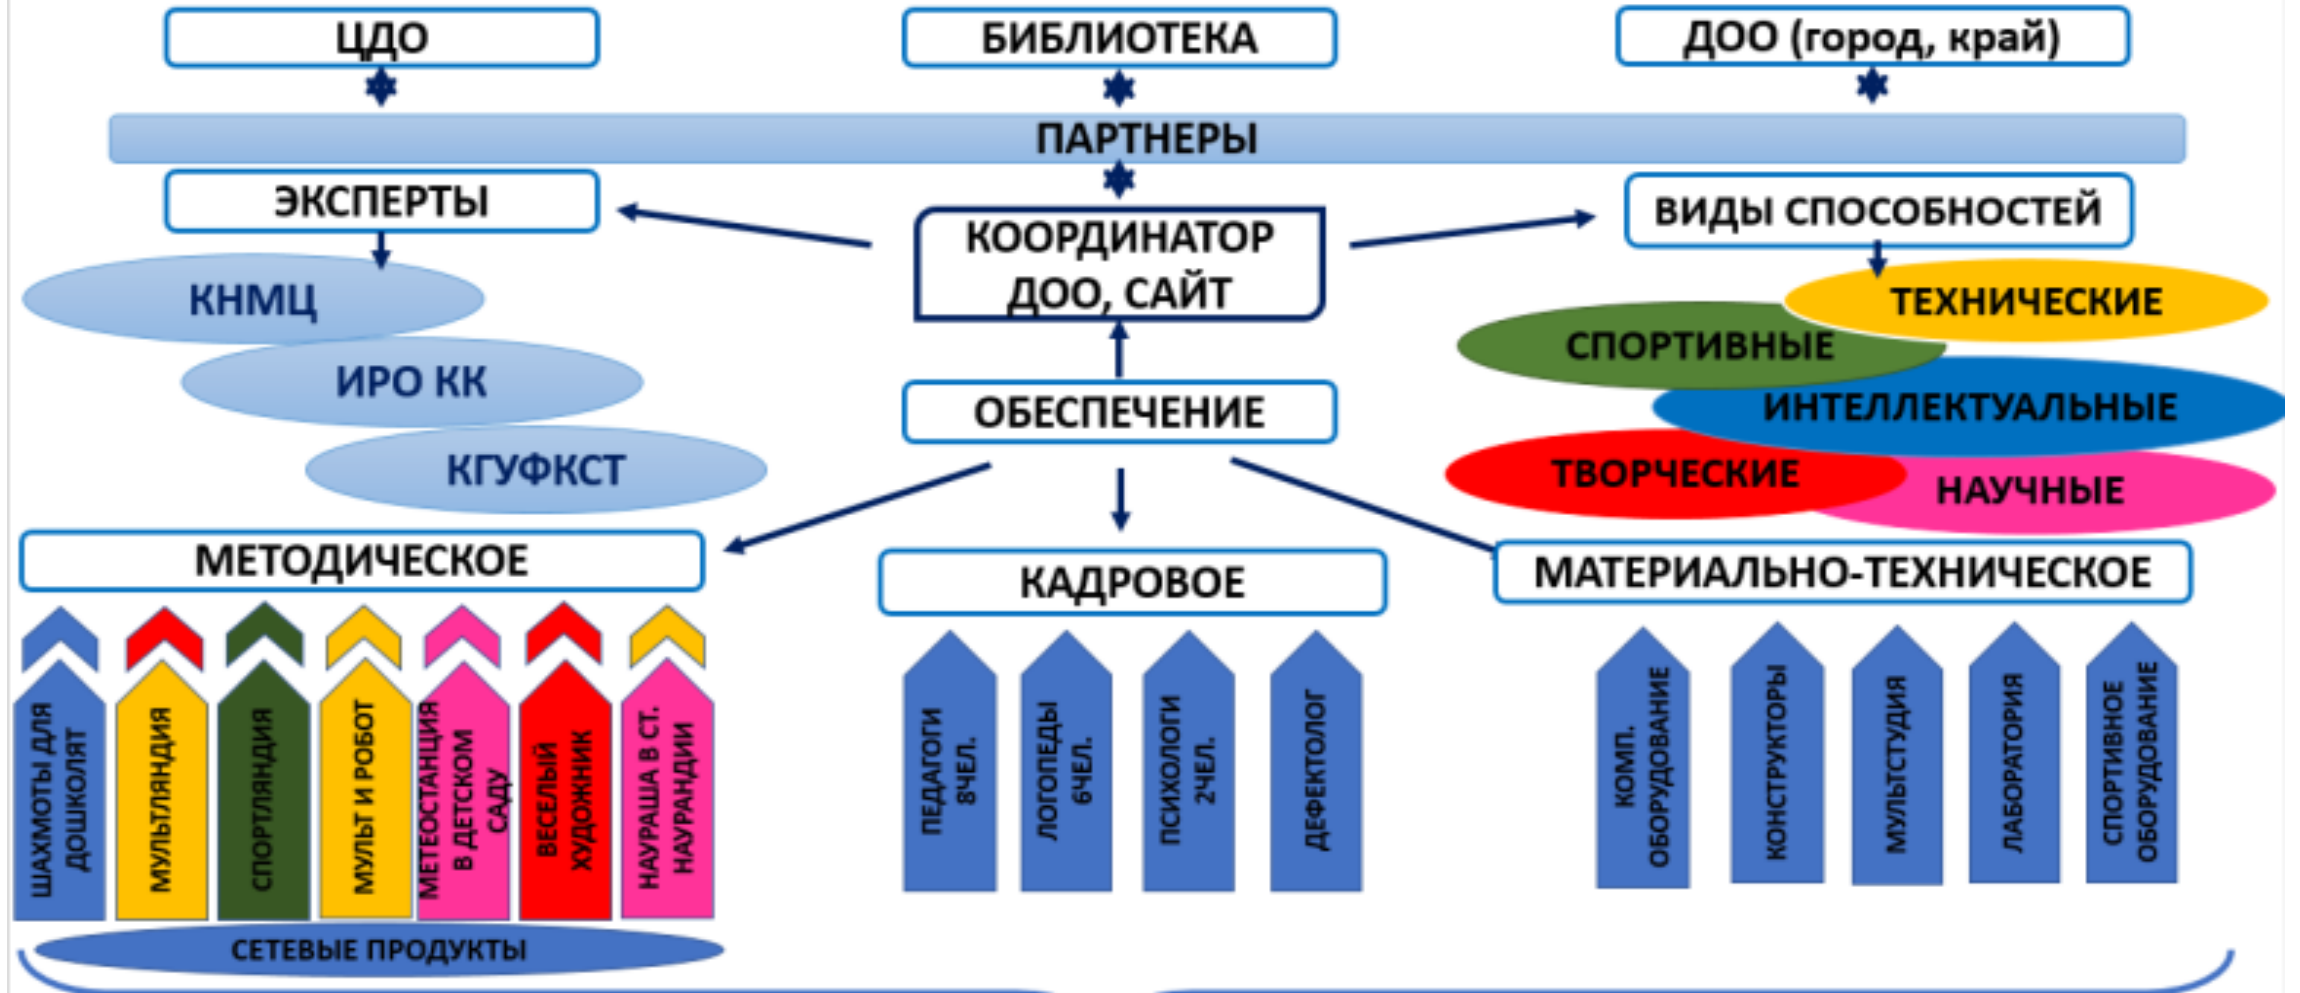 ЦДО
БИБЛИОТЕКА
ДОО (город, край)
ПАРТНЕРЫ
ЭКСПЕРТЫ
КООРДИНАТОР
ДОО, САЙТ
ВИДЫ СПОСОБНОСТЕЙ
КНМЦ
ИРО КК
КГУФКСТ
ТЕХНИЧЕСКИЕ
СПОРТИВНЫЕ
ИНТЕЛЛЕКТУАЛЬНЫЕ
ТВОРЧЕСКИЕ
НАУЧНЫЕ
ОБЕСПЕЧЕНИЕ
МЕТОДИЧЕСКОЕ
КАДРОВОЕ
МАТЕРИАЛЬНО-ТЕХНИЧЕСКОЕ
ШАХМОТЫ ДЛЯ
ДОШКОЛЯТ
МУЛЬТЛЯНДИЯ
СПОРТЛЯНДИЯ
МУЛЬТ И РОБОТ
МЕТЕОСТАНЦИЯ
В ДЕТСКОМ
САДУ
ВЕСЕЛЫЙ
ХУДОЖНИК
НАУРАША В СТ.
НАУРАНДИИ
ПЕДАГОГИ
8ЧЕЛ.
ЛОГОПЕДЫ
6ЧЕЛ.
ПСИХОЛОГИ
2ЧЕЛ.
ДЕФЕКТОЛОГ
КОМП.
ОБОРУДОВАНИЕ
КОНСТРУКТОРЫ
МУЛЬТСТУДИЯ
ЛАБОРАТОРИЯ
СПОРТИВНОЕ
ОБОРУДОВАНИЕ
СЕТЕВЫЕ ПРОДУКТЫ